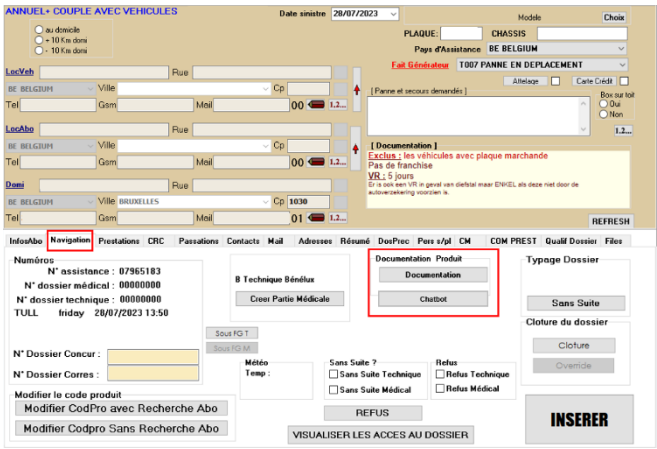 ANNUEL+ COUPLE AVEC VEHICULES
Date sinistre 28/07/2023
au domicile
+ 10 Km domi
- 10 Km domi
PLAQUE:
CHASSIS
Modele
Choix
Pays d'Assistance BE BELGIUM
Fait Générateur T007 PANNE EN DEPLACEMENT
Attelage
Carte Crédit
LocVeh
Rue
BE BELGIUM
Ville
Cp
Tel
Gsm
Mail
00
1,2...
[ Panne et secours demandés ]
Box sur toit
Oui
Non
1,2...
LocAbo
Rue
BE BELGIUM
Ville
Cp
Tel
Gsm
Mail
00
1,2...
[ Documentation ]
Exclus : les véhicules avec plaque marchande
Pas de franchise
VR : 5 jours
Er is ook een VR in geval van diefstal maar ENKEL als deze niet door de
autoverzekering voorzien is.
Domi
Rue
BE BELGIUM
Ville BRUXELLES
Cp 1030
Tel
Gsm
Mail
01
1,2...
REFRESH
InfosAbo Navigation Prestations CRC Passations Contacts Mail Adresses Résumé DosPrec Pers s/pl CM COM PREST Qualif Dossier Files
Numéros
N° assistance : 07965183
N° dossier médical : 00000000
N° dossier technique : 00000000
TULL friday 28/07/2023 13:50
B Technique Bénélux
Creer Partie Médicale
Documentation Produit
Documentation
Chatbot
Typage Dossier
Sans Suite
Sous FG T
Sous FG M
Cloture du dossier
Cloture
Override
N° Dossier Concur :
N° Dossier Corres :
Météo
Temp :
Sans Suite ?
Sans Suite Technique
Sans Suite Médical
Refus
Refus Technique
Refus Médical
Modifier le code produit
Modifier CodPro avec Recherche Abo
Modifier Codpro Sans Recherche Abo
REFUS
VISUALISER LES ACCES AU DOSSIER
INSERER